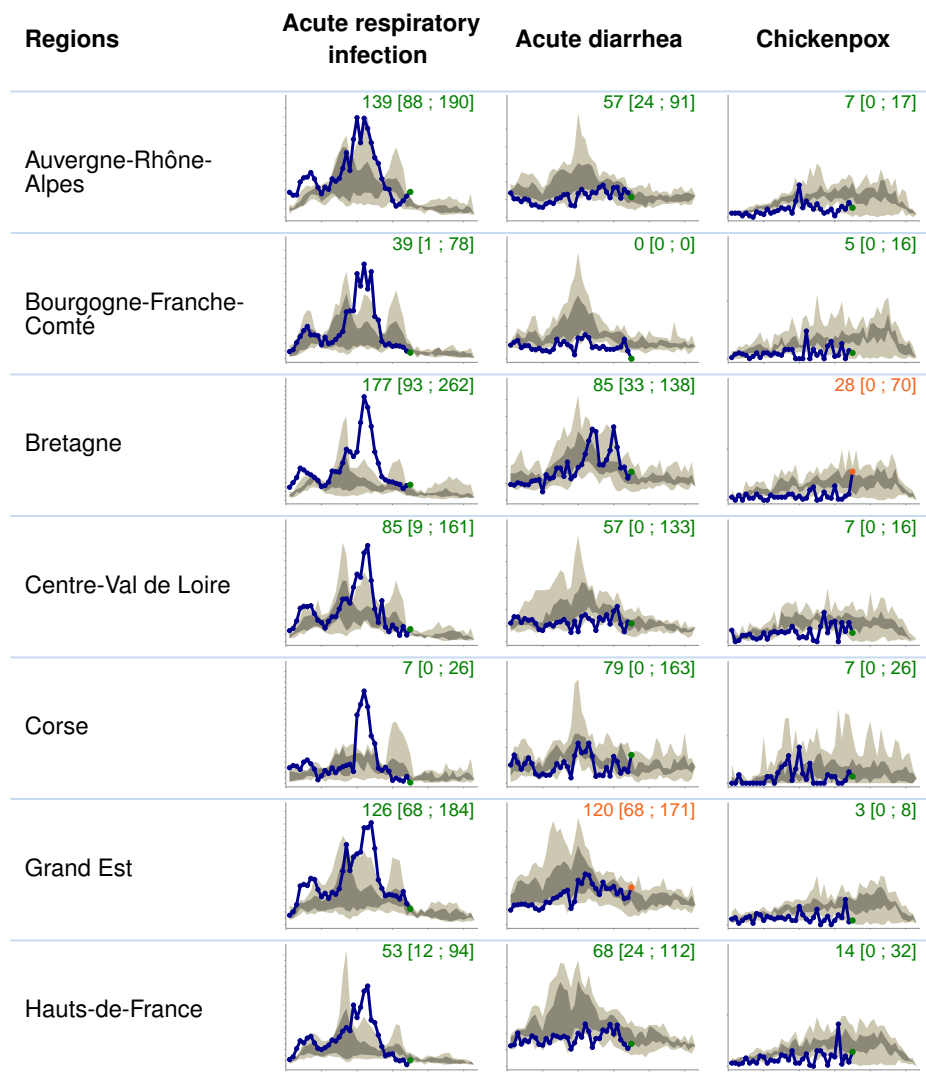 Regions
Acute respiratory
infection
Acute diarrhea
Chickenpox
Auvergne-Rhône-
Alpes
139 [88 ; 190]
57 [24 ; 91]
7 [0 ; 17]
Bourgogne-Franche-
Comté
39 [1 ; 78]
0 [0 ; 0]
5 [0 ; 16]
Bretagne
177 [93 ; 262]
85 [33 ; 138]
28 [0 ; 70]
Centre-Val de Loire
85 [9 ; 161]
57 [0 ; 133]
7 [0 ; 16]
Corse
7 [0 ; 26]
79 [0 ; 163]
7 [0 ; 26]
Grand Est
126 [68 ; 184]
120 [68 ; 171]
3 [0 ; 8]
Hauts-de-France
53 [12 ; 94]
68 [24 ; 112]
14 [0 ; 32]